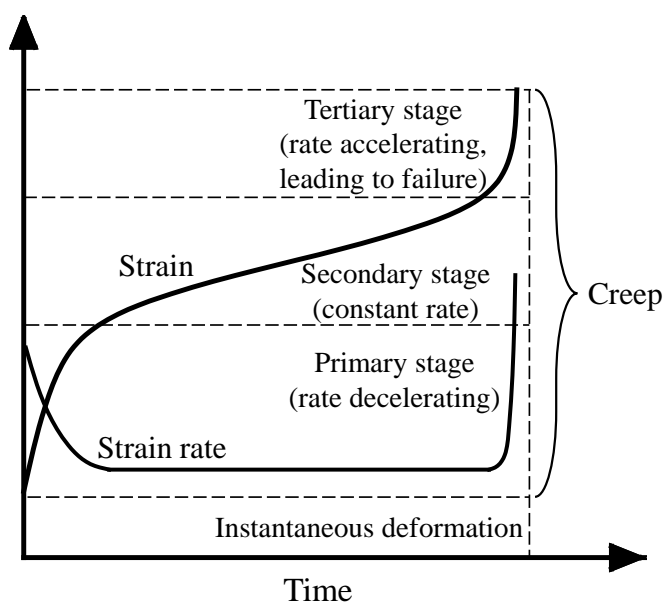 Tertiary stage
(rate accelerating,
leading to failure)
Strain
Secondary stage
(constant rate)
Creep
Primary stage
(rate decelerating)
Strain rate
Instantaneous deformation
Time